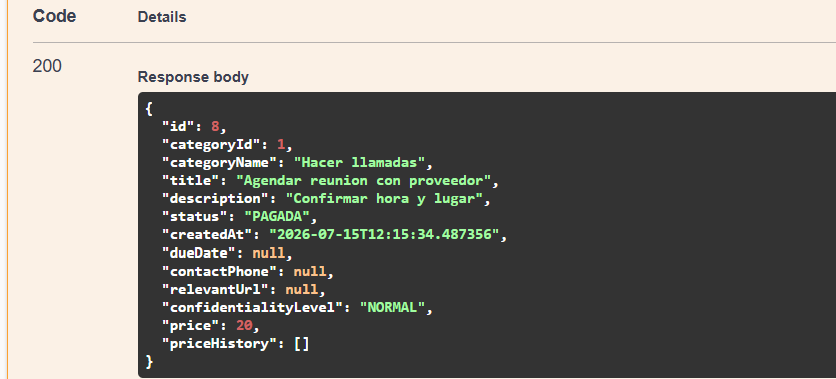 Code Details
200
Response body
{
"id": 8,
"categoryId": 1,
"categoryName": "Hacer llamadas",
"title": "Agendar reunion con proveedor",
"description": "Confirmar hora y lugar",
"status": "PAGADA",
"createdAt": "2026-07-15T12:15:34.487356",
"dueDate": null,
"contactPhone": null,
"relevantUrl": null,
"confidentialityLevel": "NORMAL",
"price": 20,
"priceHistory": []
}